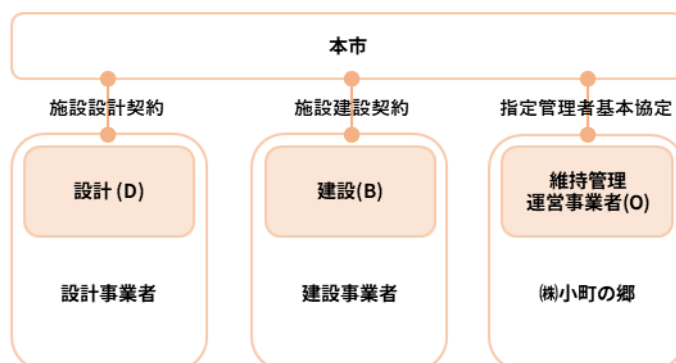 本市
施設設計契約
施設建設契約
指定管理者基本協定
設計 (D)
建設(B)
維持管理
運営事業者(O)
設計事業者
建設事業者
㈱小町の郷